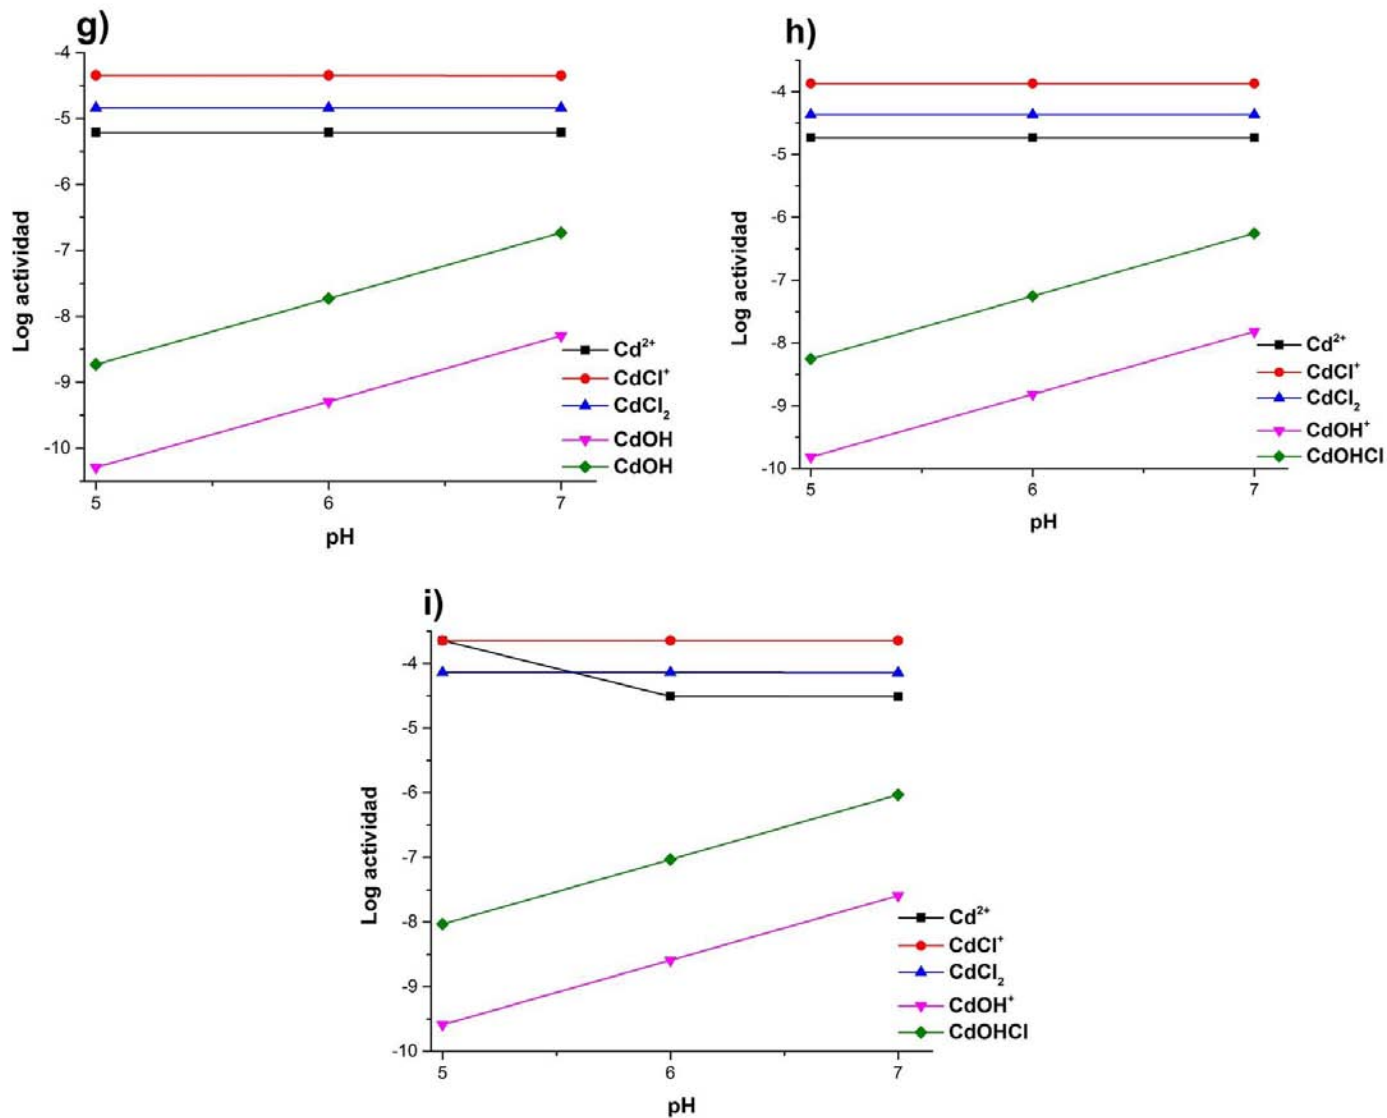 g)
-4
-5
-6
-7
-8
-9
-10
Log actividad
5
6
7
pH
Cd²⁺
CdCl⁺
CdCl₂
CdOH
CdOH
h)
-4
-5
-6
-7
-8
-9
-10
Log actividad
5
6
7
pH
Cd²⁺
CdCl⁺
CdCl₂
CdOH⁺
CdOHCl
i)
-4
-5
-6
-7
-8
-9
-10
Log actividad
5
6
7
pH
Cd²⁺
CdCl⁺
CdCl₂
CdOH⁺
CdOHCl